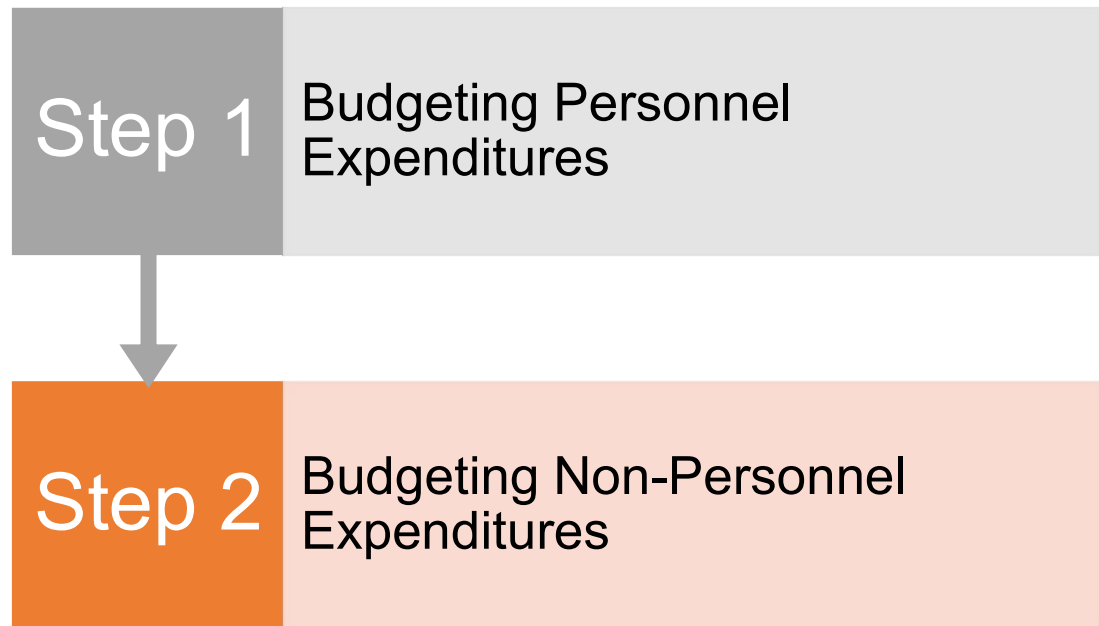 Step 1
Budgeting Personnel
Expenditures
Step 2
Budgeting Non-Personnel
Expenditures